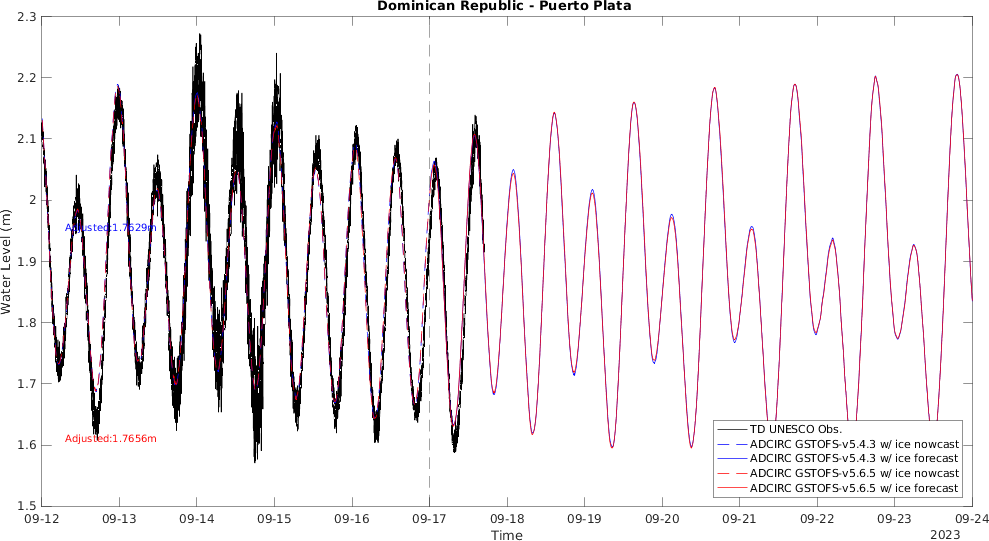 Dominican Republic - Puerto Plata
2.3
2.2
2.1
2
1.9
1.8
1.7
1.6
1.5
Water Level (m)
Adjusted:1.7629m
Adjusted:1.7656m
TD UNESCO Obs.
ADCIRC GSTOFS-v5.4.3 w/ ice nowcast
ADCIRC GSTOFS-v5.4.3 w/ ice forecast
ADCIRC GSTOFS-v5.6.5 w/ ice nowcast
ADCIRC GSTOFS-v5.6.5 w/ ice forecast
09-12 09-13 09-14 09-15 09-16 09-17 09-18 09-19 09-20 09-21 09-22 09-23 09-24
Time
2023